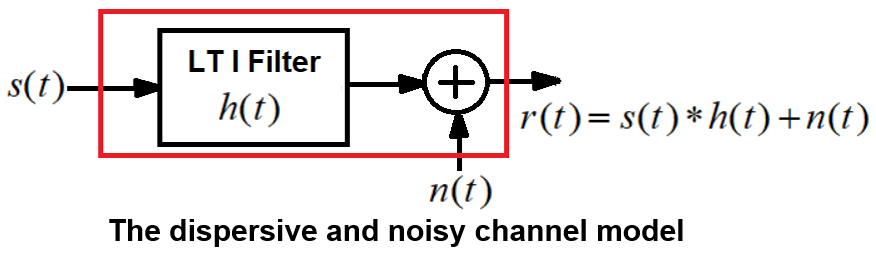 LT I Filter
s(t)
h(t)
r(t) = s(t) * h(t) + n(t)
n(t)
The dispersive and noisy channel model